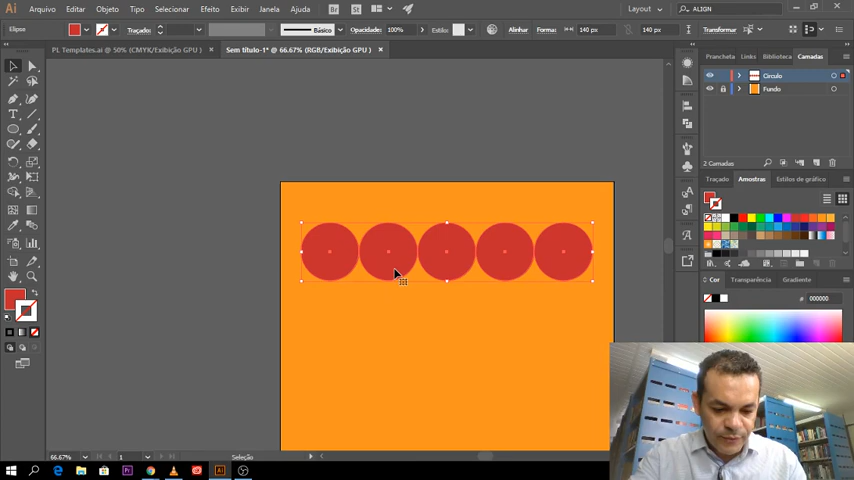 Ai Arquivo Editar Objeto Tipo Selecionar Efeito Exibir Janela Ajuda Br St Layout ALIGN
Elipse Traçado: Básico Opacidade: 100% Estilo: Alinhar Forma: 140 px 140 px Transformar
PL Templates.ai @ 50% (CMYK/Exibição GPU ) × Sem título-1* @ 66.67% (RGB/Exibição GPU ) ×
Prancheta Links Biblioteca Camadas
Circulo
Fundo
2 Camadas
Traçado Amostras Estilos de gráfico
Cor Transparência Gradiente
# 000000
66.67% 1 Seleção